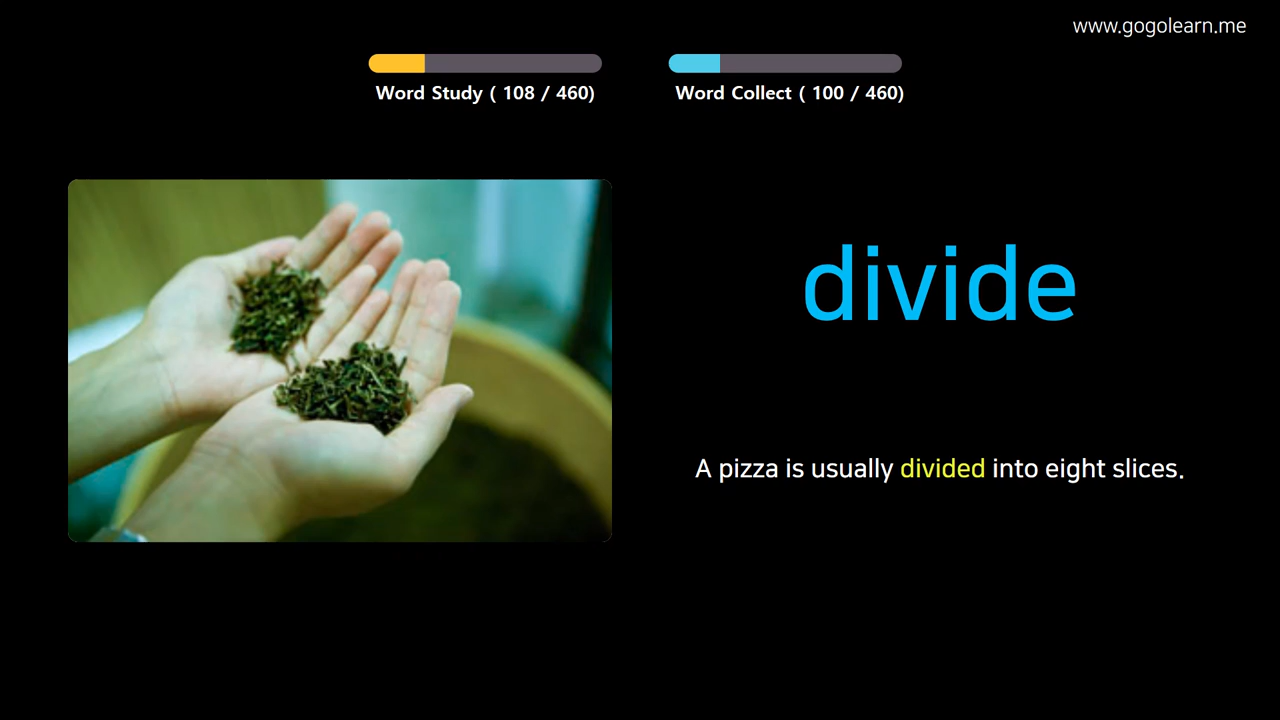 www.gogolearn.me
Word Study ( 108 / 460)
Word Collect ( 100 / 460)
divide
A pizza is usually divided into eight slices.